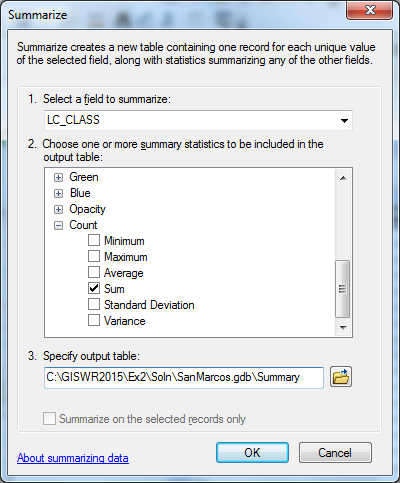 Summarize
Summarize creates a new table containing one record for each unique value
of the selected field, along with statistics summarizing any of the other fields.
1. Select a field to summarize:
LC_CLASS
2. Choose one or more summary statistics to be included in the
output table:
Green
Blue
Opacity
Count
Minimum
Maximum
Average
Sum
Standard Deviation
Variance
3. Specify output table:
C:\GISWR2015\Ex2\Soln\SanMarcos.gdb\Summary
Summarize on the selected records only
About summarizing data
OK
Cancel